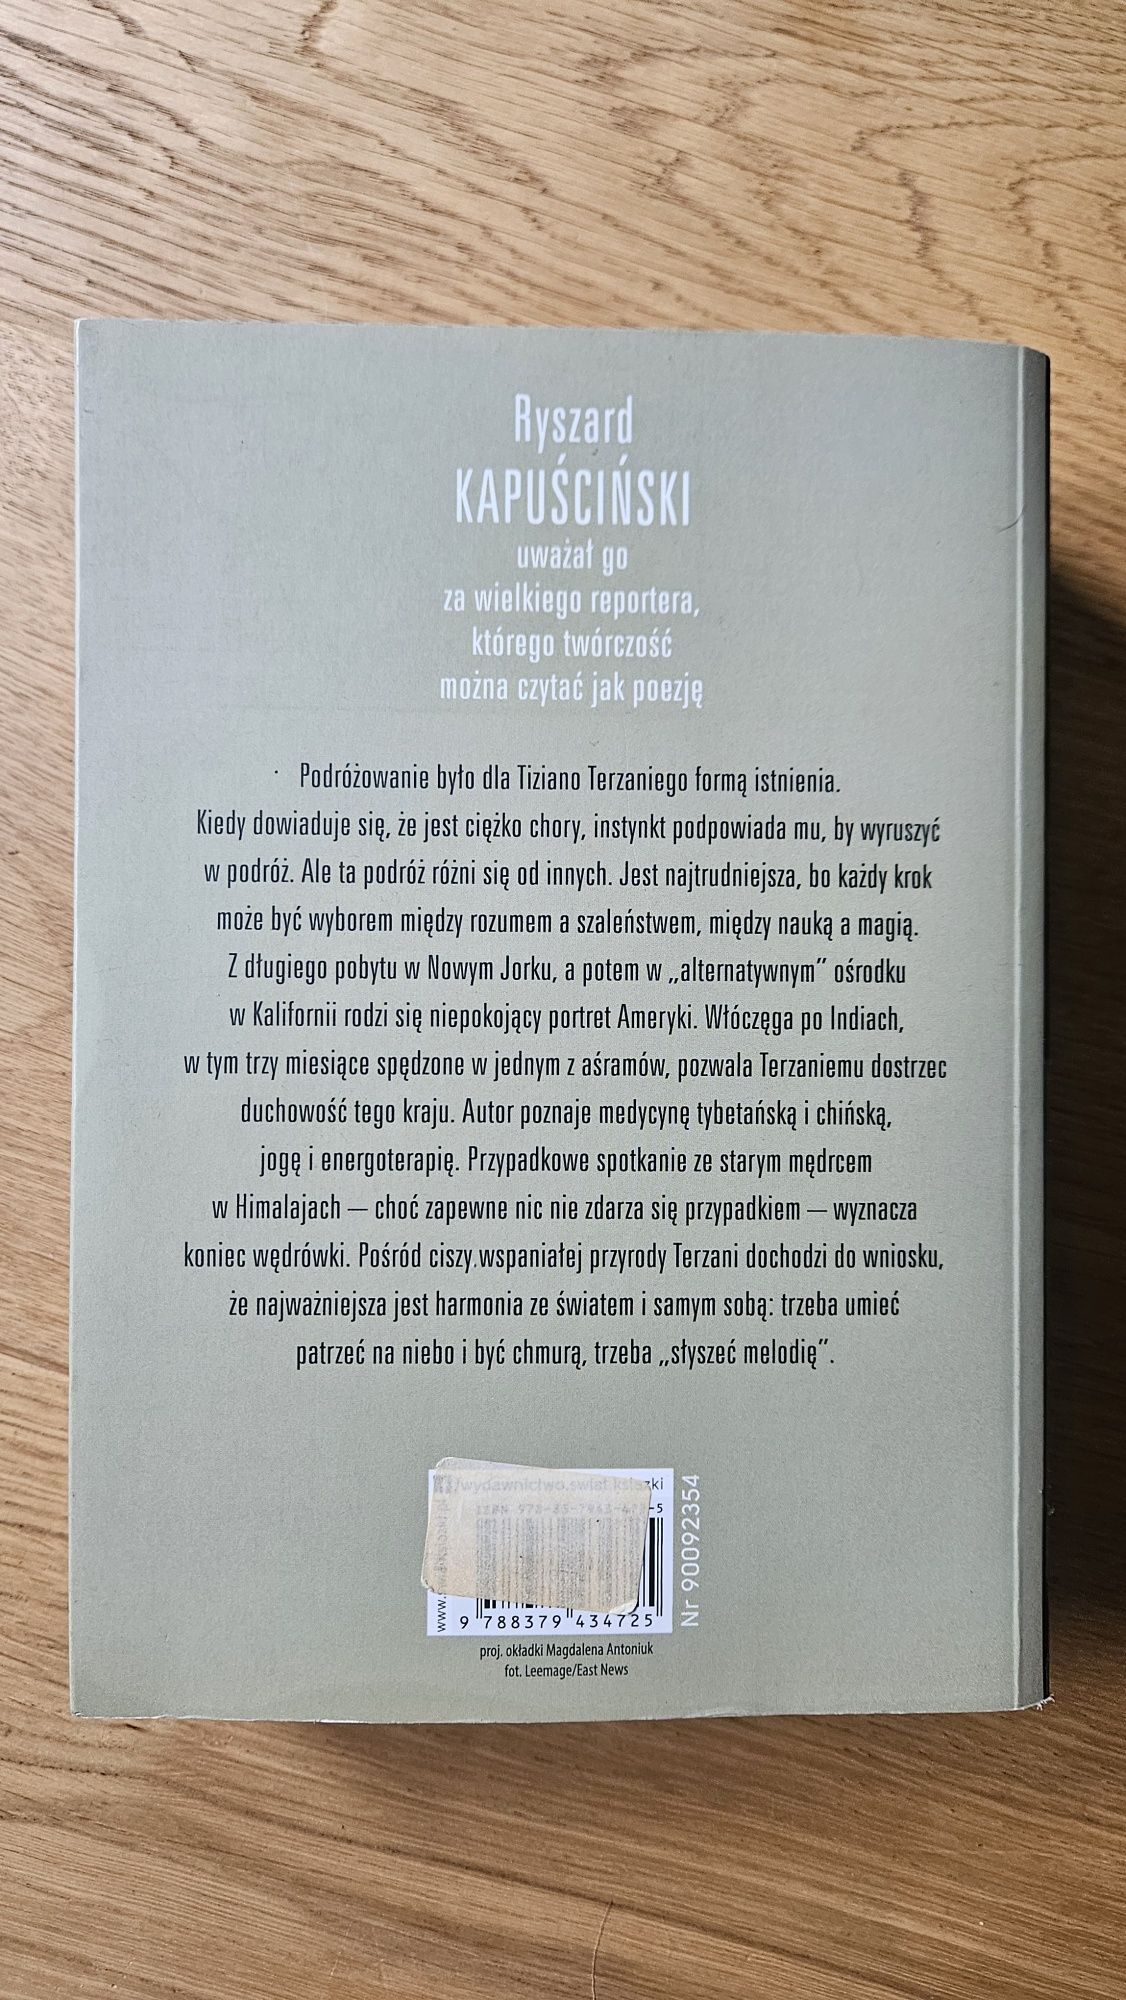 Ryszard
KAPUŚCIŃSKI
uważał go
za wielkiego reportera,
którego twórczość
można czytać jak poezję
Podróżowanie było dla Tiziano Terzaniego formą istnienia.
Kiedy dowiaduje się, że jest ciężko chory, instynkt podpowiada mu, by wyruszyć
w podróż. Ale ta podróż różni się od innych. Jest najtrudniejsza, bo każdy krok
może być wyborem między rozumem a szaleństwem, między nauką a magią.
Z długiego pobytu w Nowym Jorku, a potem w „alternatywnym” ośrodku
w Kalifornii rodzi się niepokojący portret Ameryki. Włóczęga po Indiach,
w tym trzy miesiące spędzone w jednym z aśramów, pozwala Terzaniemu dostrzec
duchowość tego kraju. Autor poznaje medycynę tybetańską i chińską,
jogę i energoterapię. Przypadkowe spotkanie ze starym mędrcem
w Himalajach — choć zapewne nic nie zdarza się przypadkiem — wyznacza
koniec wędrówki. Pośród ciszy wspaniałej przyrody Terzani dochodzi do wniosku,
że najważniejsza jest harmonia ze światem i samym sobą: trzeba umieć
patrzeć na niebo i być chmurą, trzeba „słyszeć melodię”.
/wydawnictwo.swiat.ksiazki
ISBN
9 788379 434725
Nr 90092354
proj. okładki Magdalena Antoniuk
fot. Leemage/East News